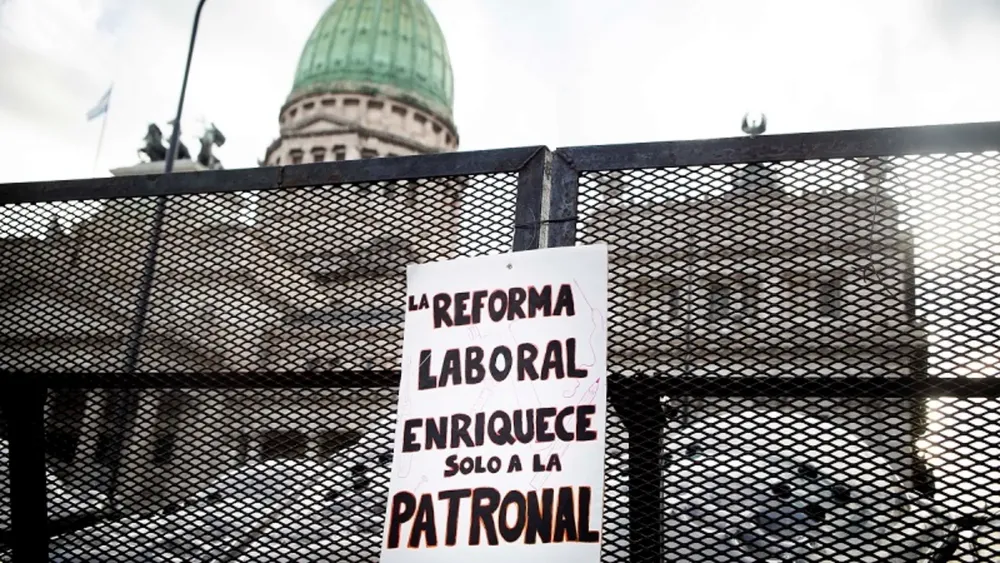 LA REFORMA
LABORAL
ENRIQUECE
SOLO A LA
PATRONAL